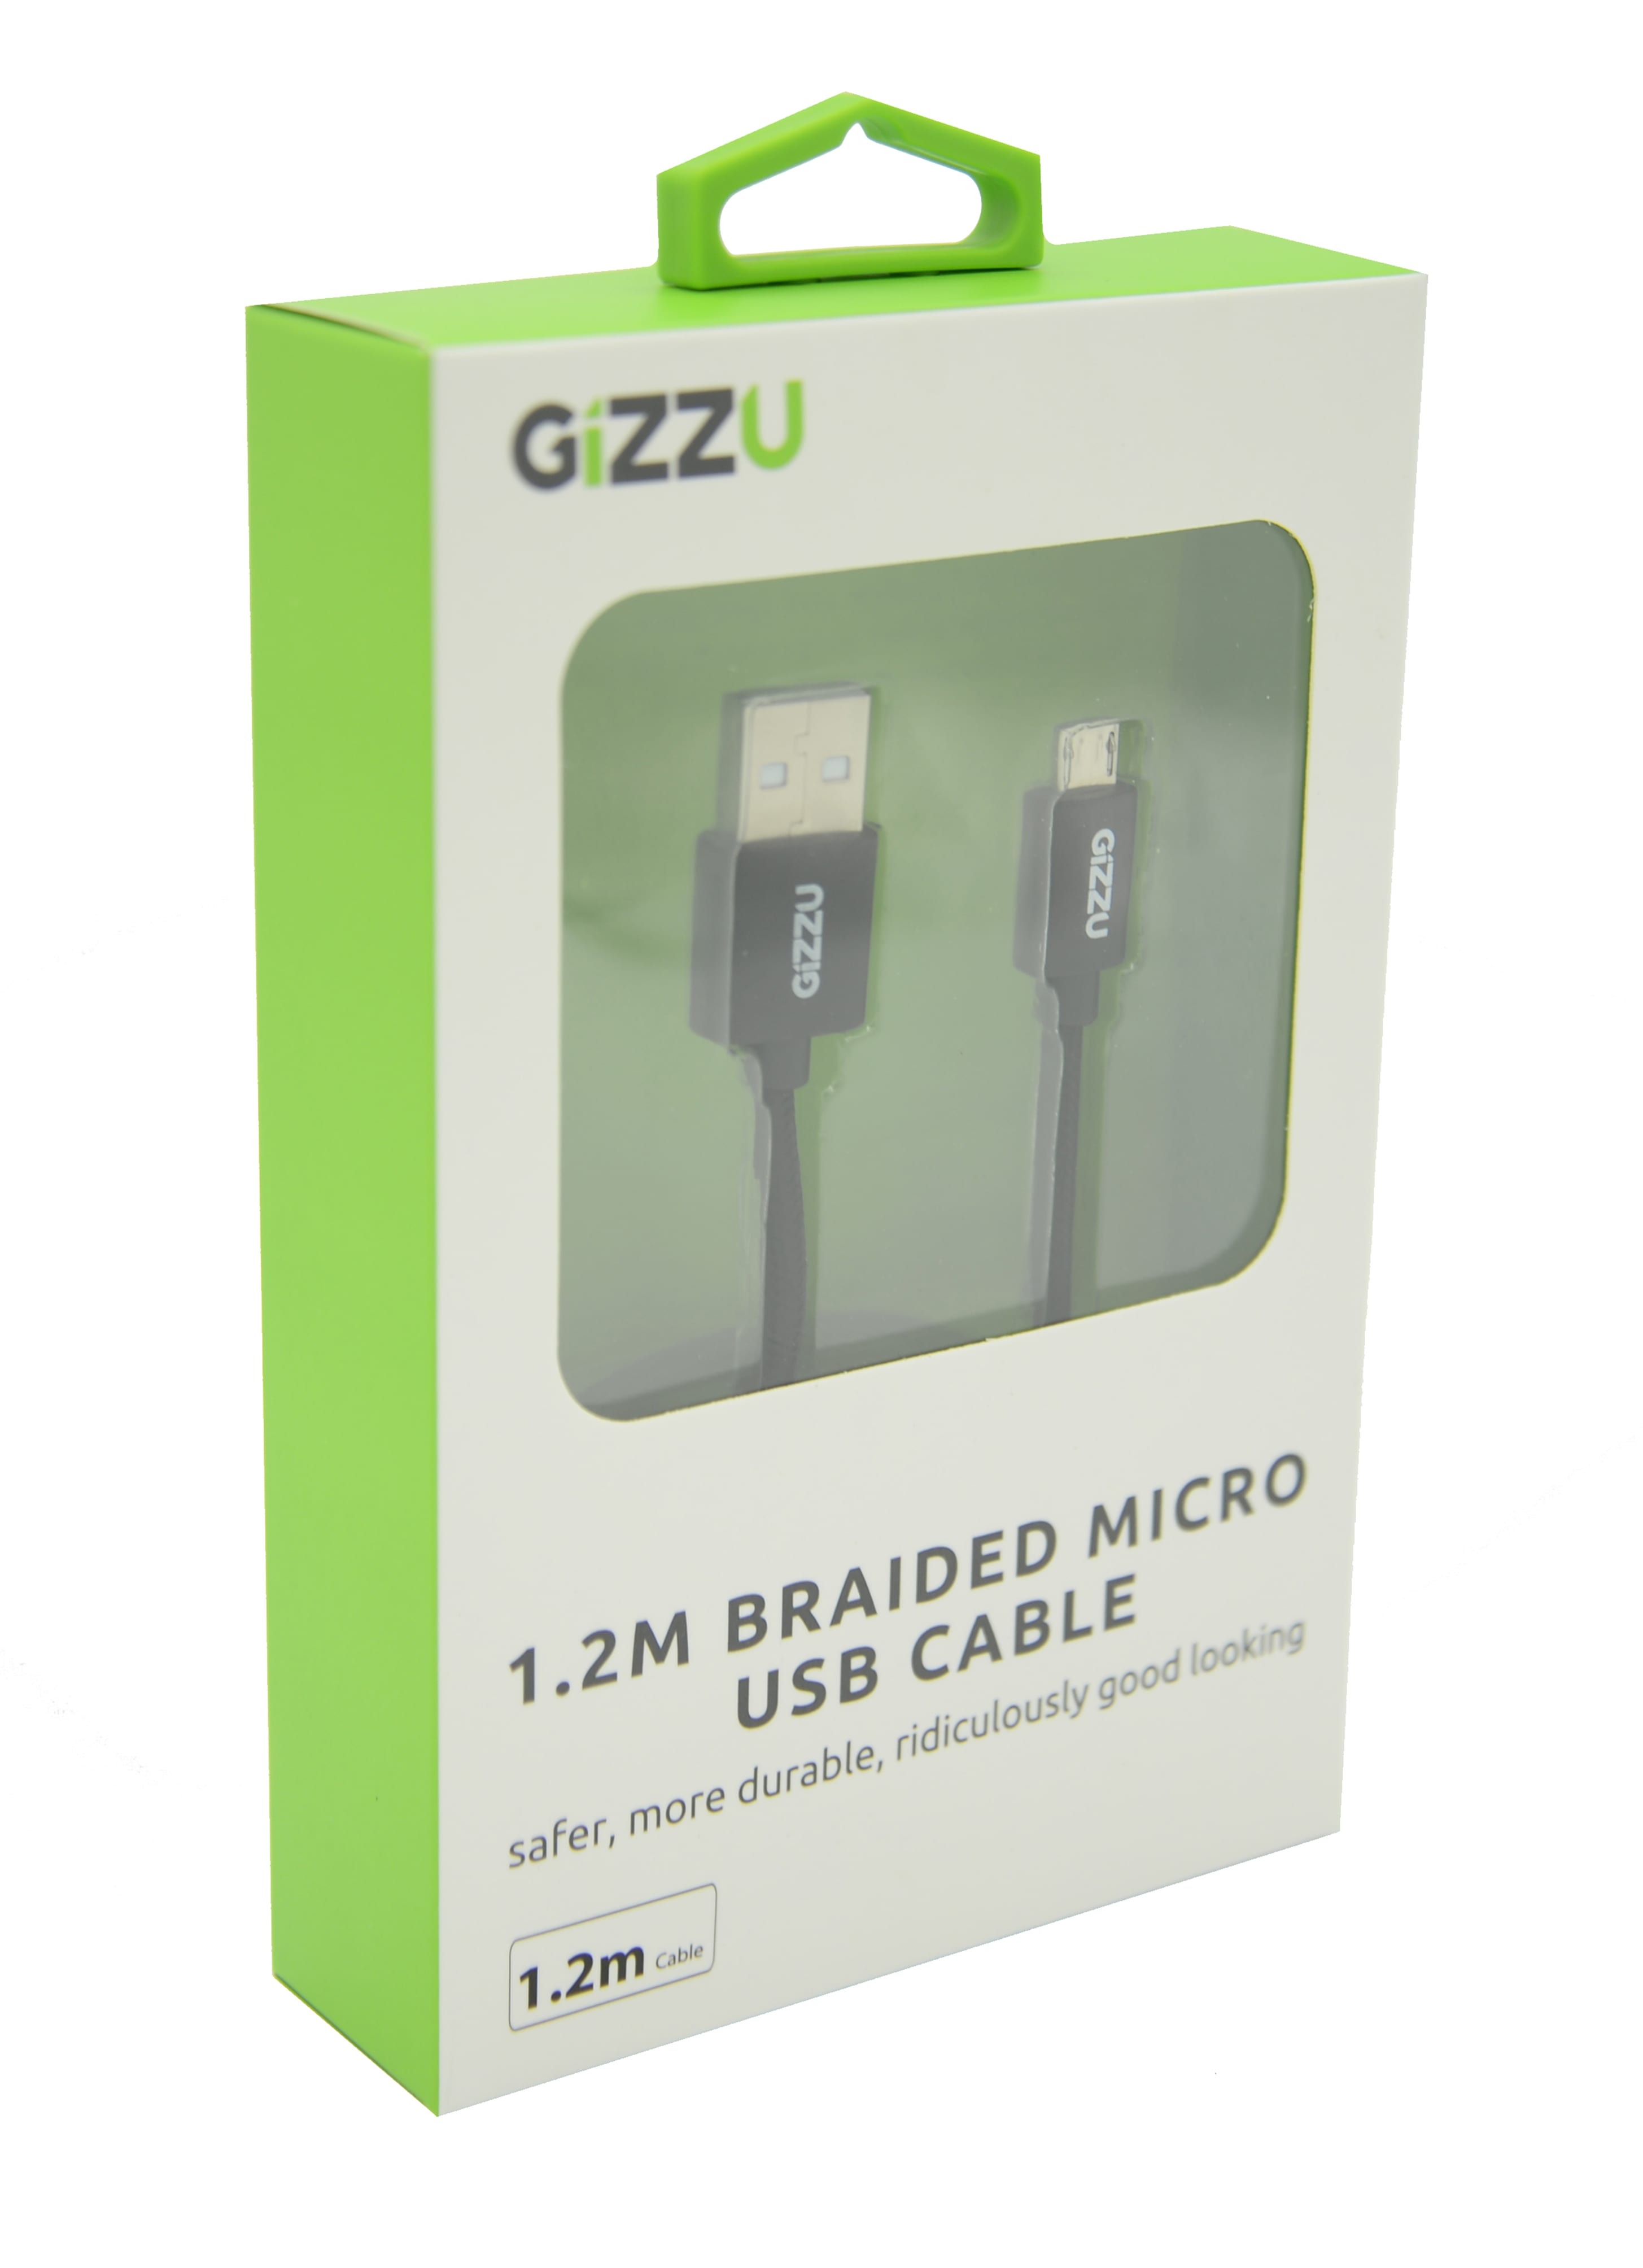 GiZZU
GiZZU
GiZZU
1.2M BRAIDED MICRO
USB CABLE
safer, more durable, ridiculously good looking
1.2m Cable